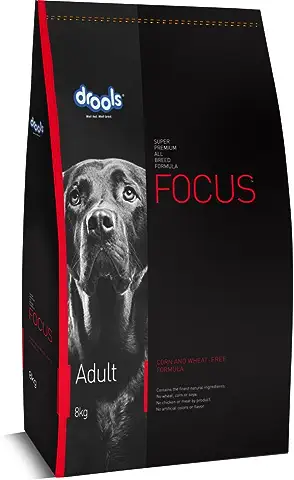 drools
Well fed. Well bred.
SUPER
PREMIUM
ALL
BREED
FORMULA
FOCUS
Adult
8kg
CORN AND WHEAT-FREE
FORMULA
Contains the finest natural ingredients.
No wheat, corn or soya.
No chicken or meat by product.
No artificial colors or flavor.
drools
FOCUS
8kg